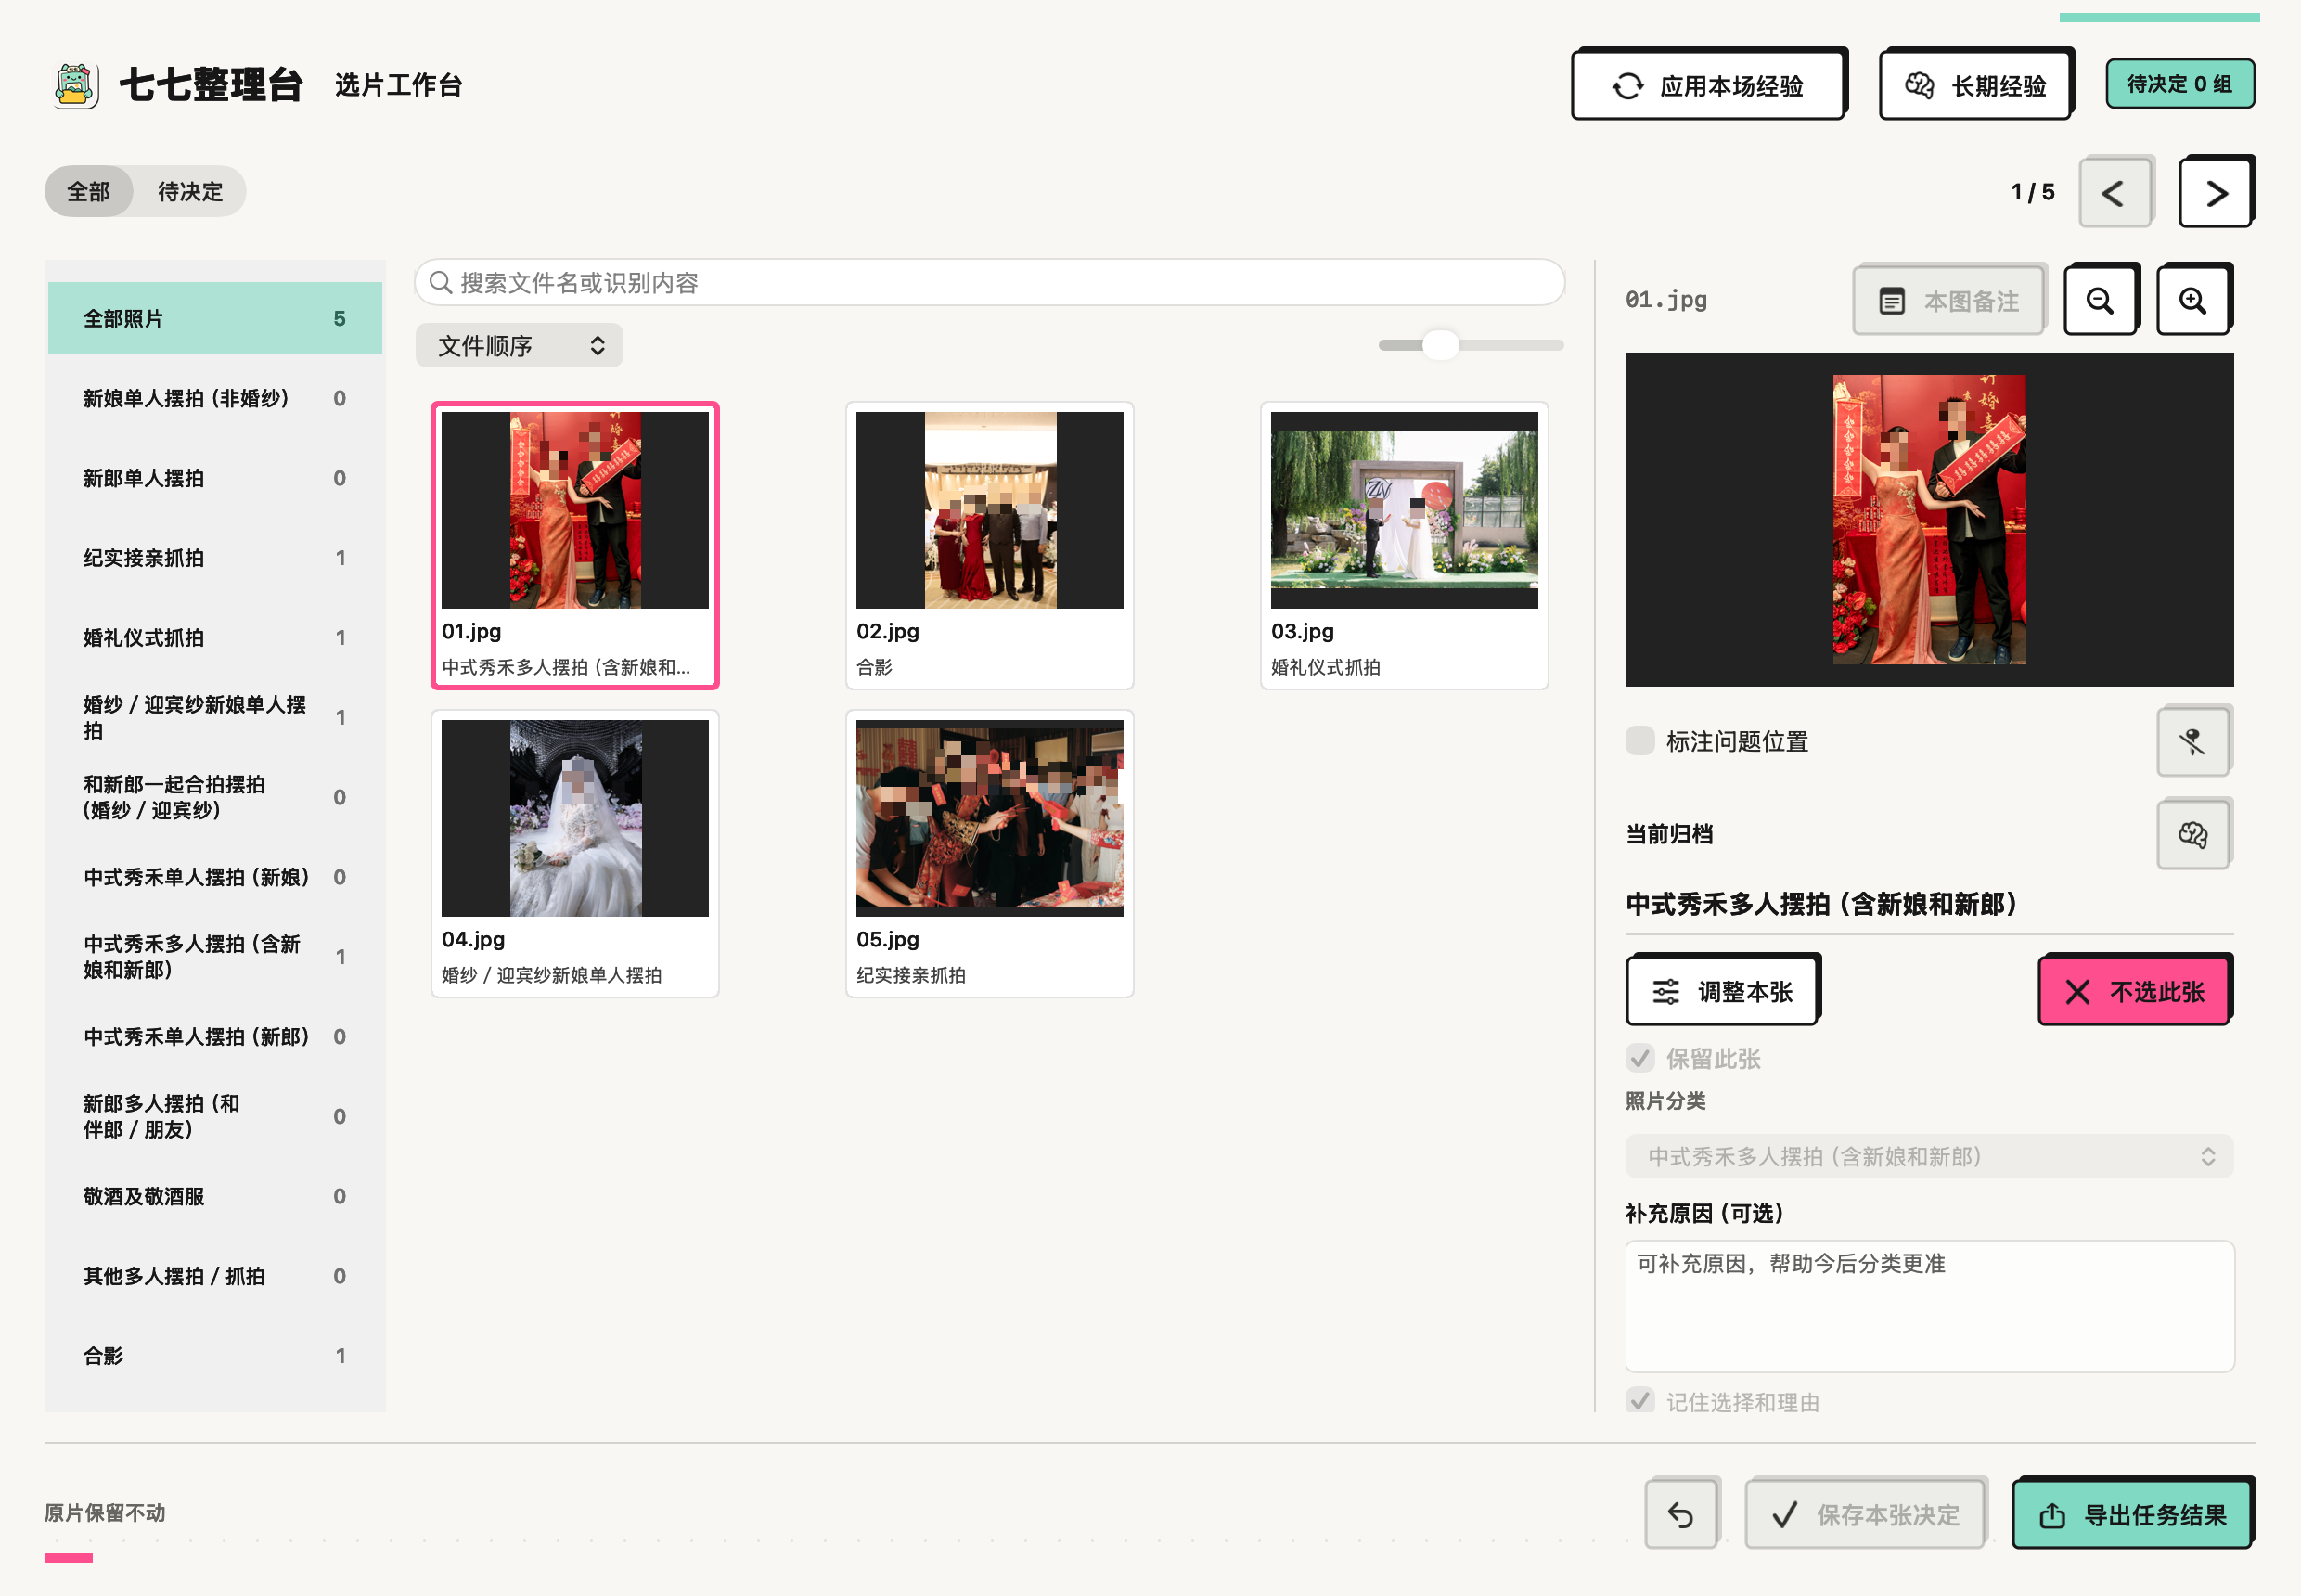 七七整理台
选片工作台
应用本场经验
长期经验
待决定 0 组
全部
待决定
1 / 5
全部照片 5
新娘单人摆拍（非婚纱） 0
新郎单人摆拍 0
纪实接亲抓拍 1
婚礼仪式抓拍 1
婚纱 / 迎宾纱新娘单人摆
拍 1
和新郎一起合拍摆拍
（婚纱 / 迎宾纱） 0
中式秀禾单人摆拍（新娘） 0
中式秀禾多人摆拍（含新
娘和新郎） 1
中式秀禾单人摆拍（新郎） 0
新郎多人摆拍（和
伴郎 / 朋友） 0
敬酒及敬酒服 0
其他多人摆拍 / 抓拍 0
合影 1
搜索文件名或识别内容
文件顺序
01.jpg
中式秀禾多人摆拍（含新娘和...
02.jpg
合影
03.jpg
婚礼仪式抓拍
04.jpg
婚纱 / 迎宾纱新娘单人摆拍
05.jpg
纪实接亲抓拍
01.jpg
本图备注
标注问题位置
当前归档
中式秀禾多人摆拍（含新娘和新郎）
调整本张
不选此张
保留此张
照片分类
中式秀禾多人摆拍（含新娘和新郎）
补充原因（可选）
可补充原因，帮助今后分类更准
记住选择和理由
原片保留不动
保存本张决定
导出任务结果